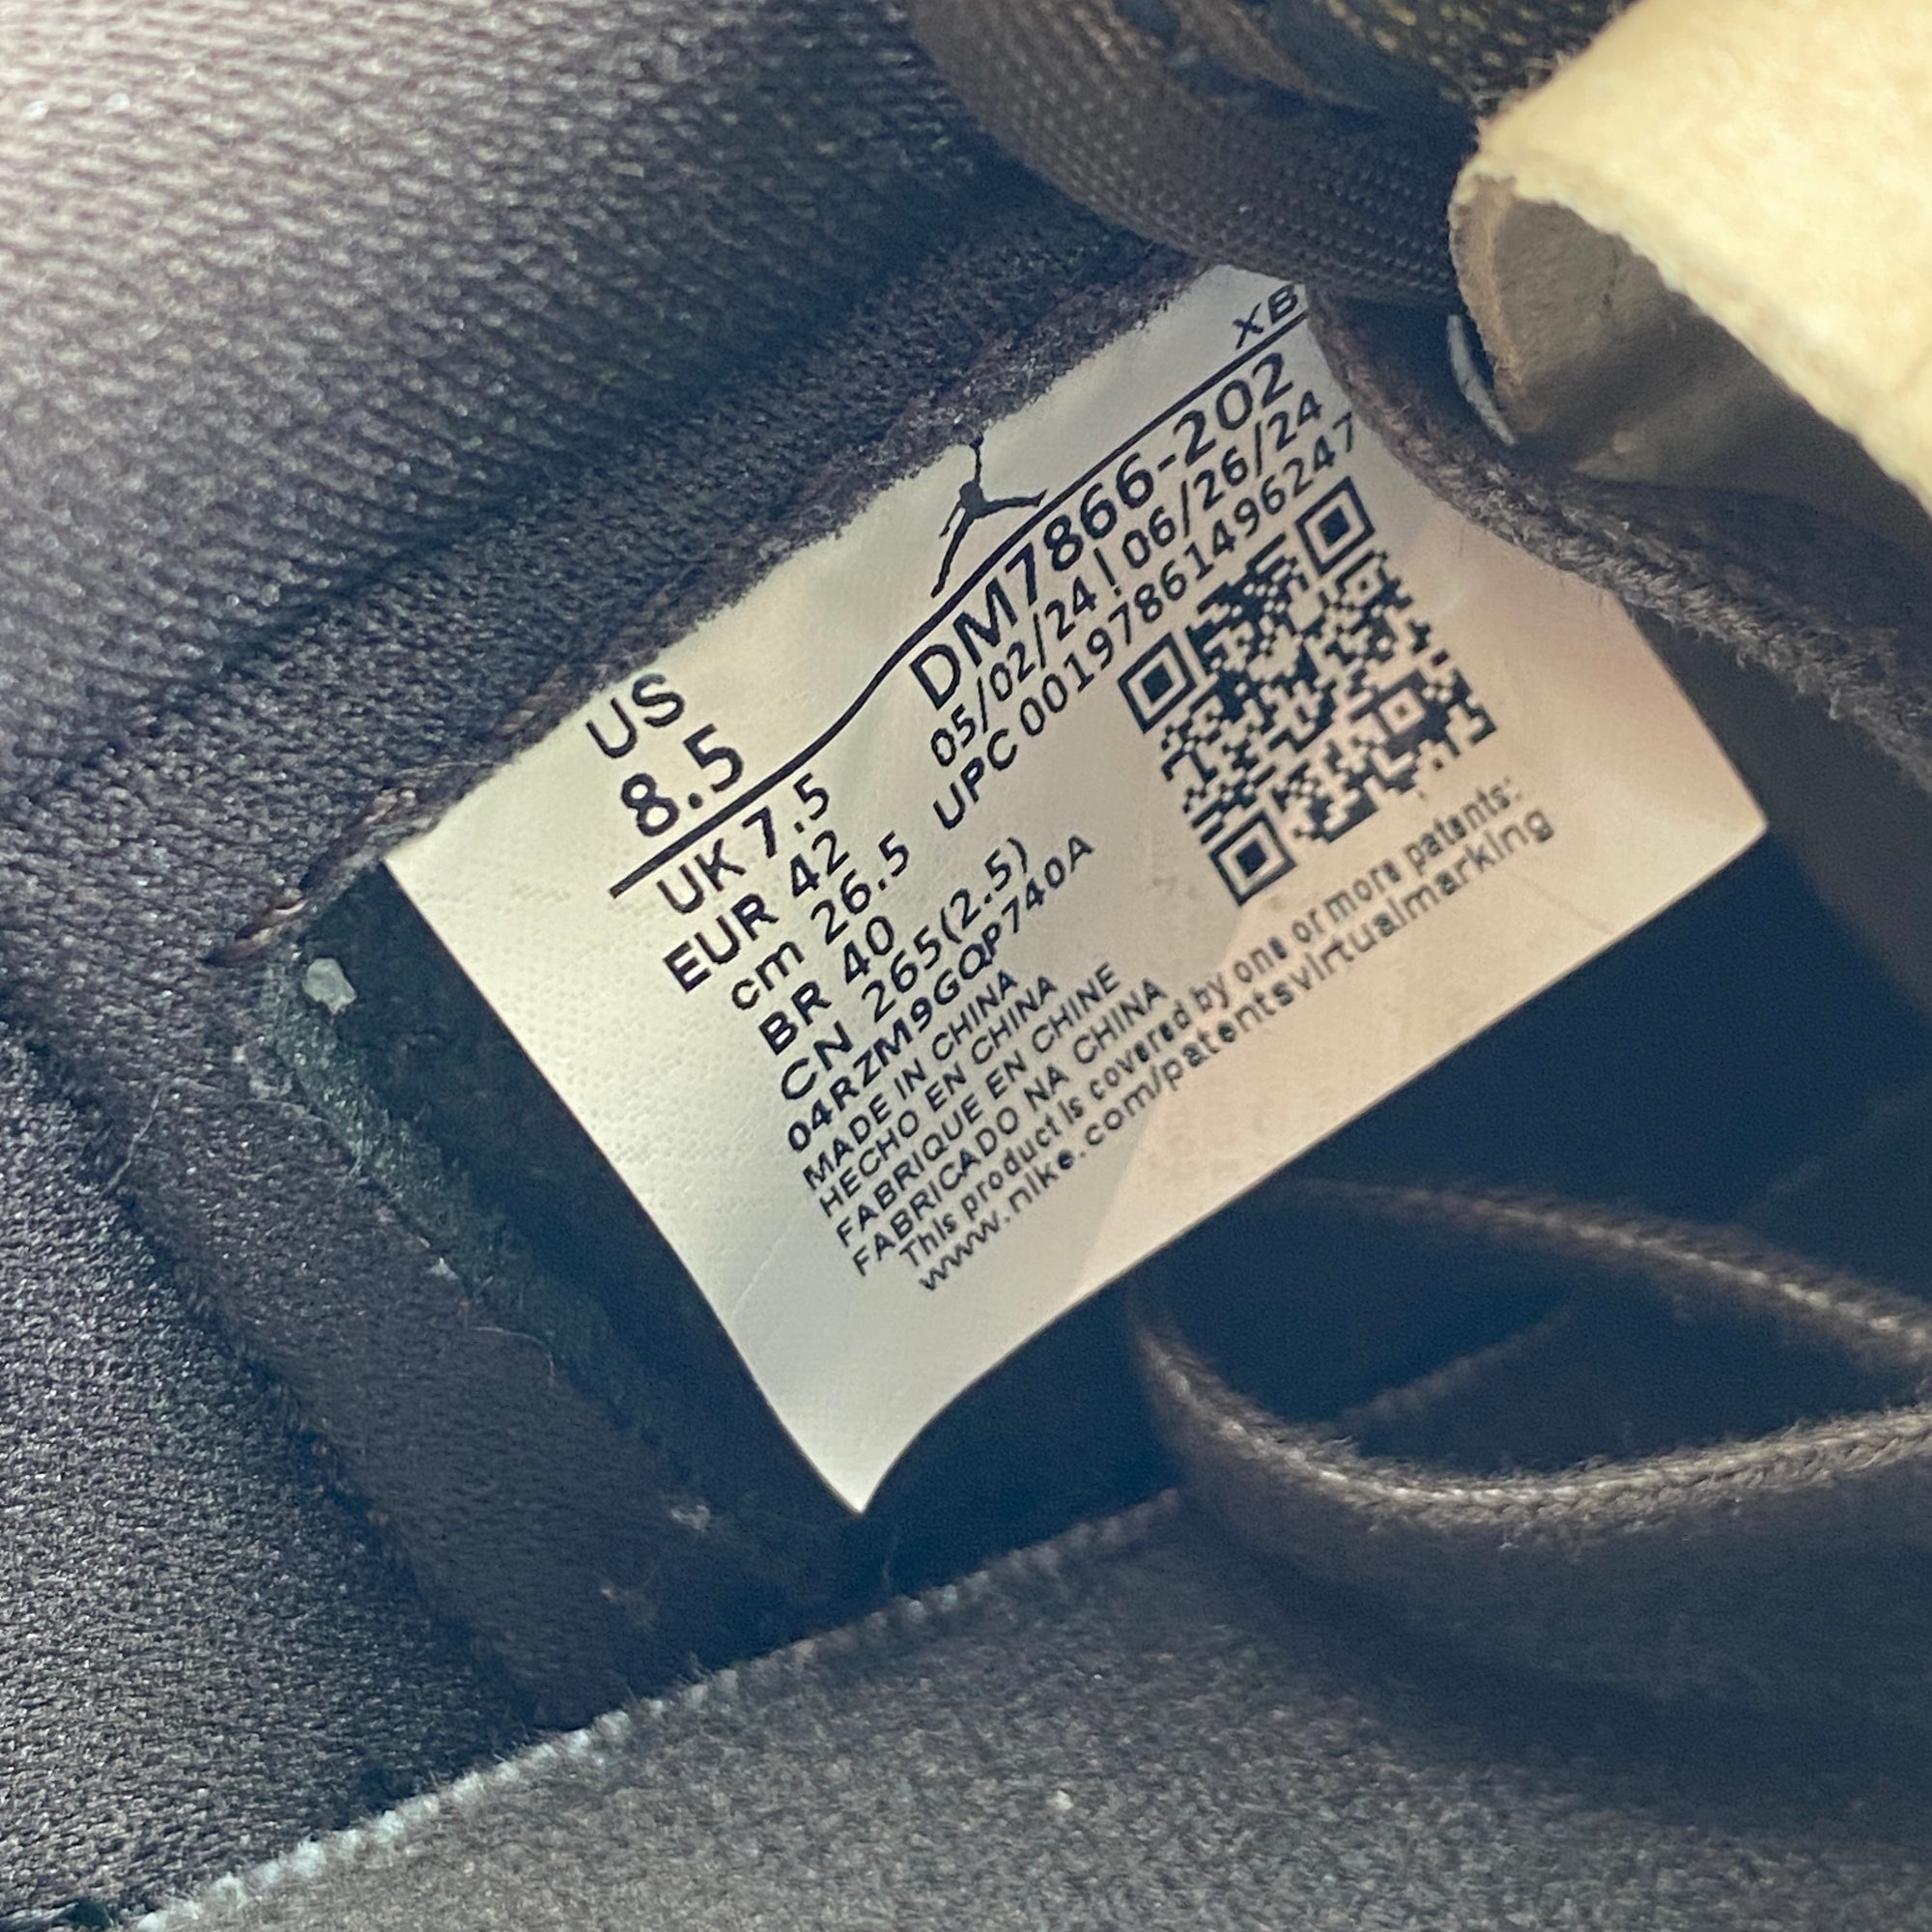 XB
US
8.5
DM7866-202
05/02/24 | 06/26/24
UPC 00197861496247
UK 7.5
EUR 42
cm 26.5
BR 40
CN 265(2.5)
04RZM9GQP740A
MADE IN CHINA
HECHO EN CHINA
FABRIQUE EN CHINE
FABRICADO NA CHINA
This product is covered by one or more patents:
www.nike.com/patentsvirtualmarking